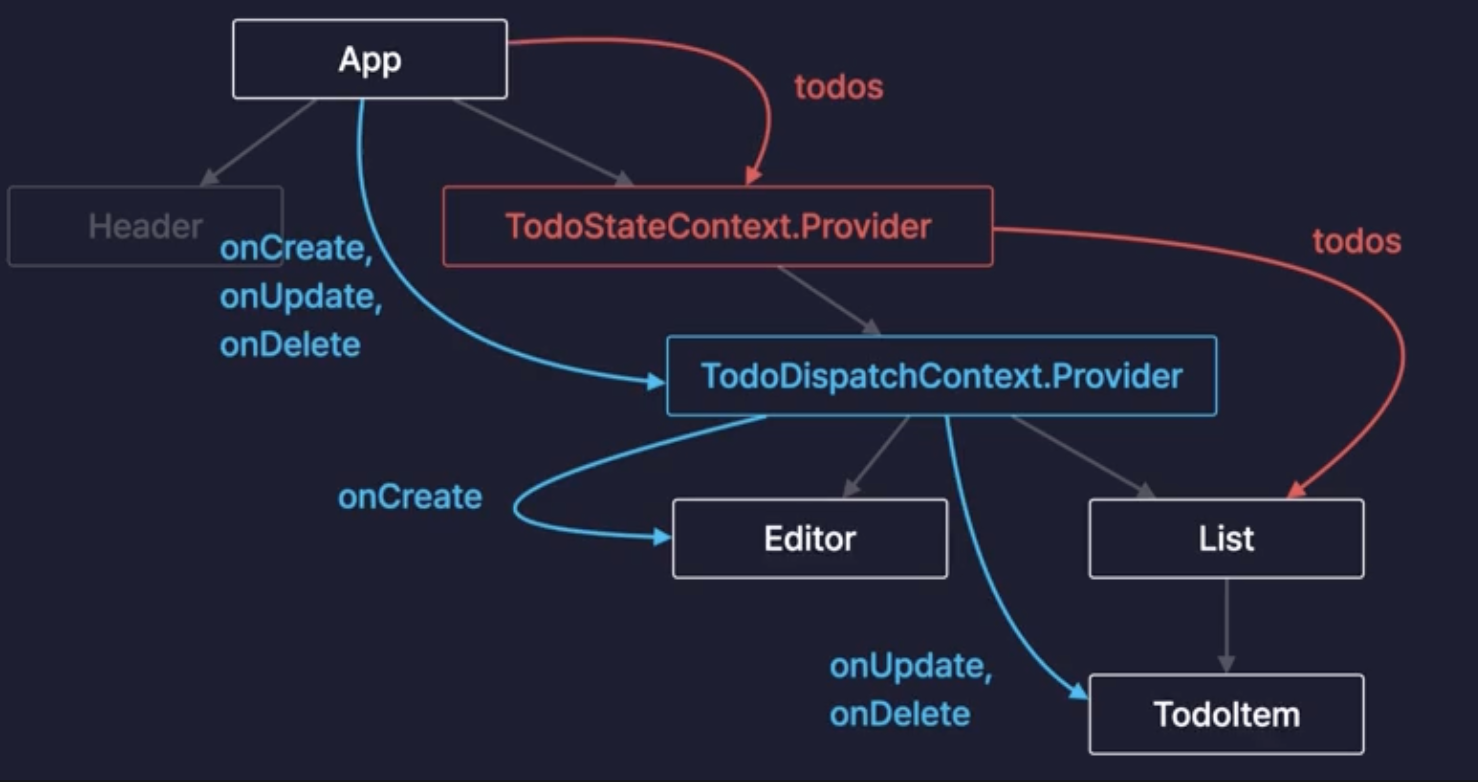 App
todos
Header
TodoStateContext.Provider
onCreate,
onUpdate,
onDelete
todos
TodoDispatchContext.Provider
onCreate
Editor
List
onUpdate,
onDelete
TodoItem